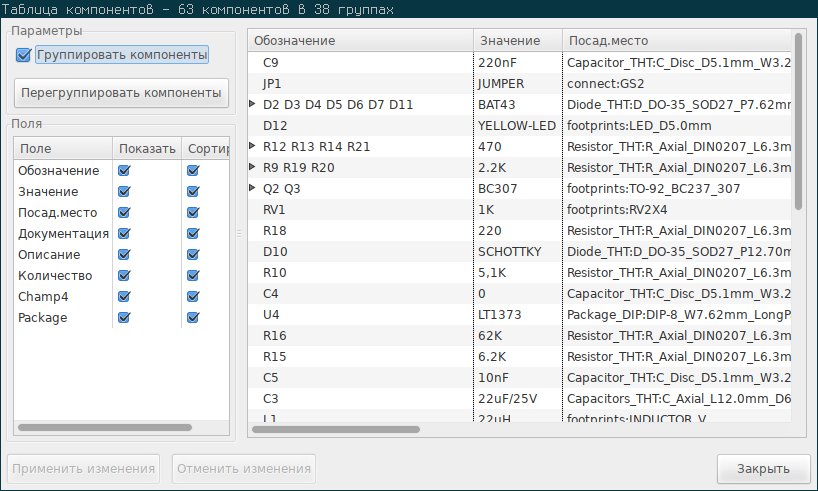 Таблица компонентов - 63 компонентов в 38 группах
Параметры
Группировать компоненты
Перегруппировать компоненты
Поля
Поле Показать Сортир
Обозначение
Значение
Посад.место
Документация
Описание
Количество
Champ4
Package
Обозначение Значение Посад.место
C9 220nF Capacitor_THT:C_Disc_D5.1mm_W3.2
JP1 JUMPER connect:GS2
D2 D3 D4 D5 D6 D7 D11 BAT43 Diode_THT:D_DO-35_SOD27_P7.62mm
D12 YELLOW-LED footprints:LED_D5.0mm
R12 R13 R14 R21 470 Resistor_THT:R_Axial_DIN0207_L6.3m
R9 R19 R20 2.2K Resistor_THT:R_Axial_DIN0207_L6.3m
Q2 Q3 BC307 footprints:TO-92_BC237_307
RV1 1K footprints:RV2X4
R18 220 Resistor_THT:R_Axial_DIN0207_L6.3m
D10 SCHOTTKY Diode_THT:D_DO-35_SOD27_P12.70m
R10 5,1K Resistor_THT:R_Axial_DIN0207_L6.3m
C4 0 Capacitor_THT:C_Disc_D5.1mm_W3.2
U4 LT1373 Package_DIP:DIP-8_W7.62mm_LongP
R16 62K Resistor_THT:R_Axial_DIN0207_L6.3m
R15 6.2K Resistor_THT:R_Axial_DIN0207_L6.3m
C5 10nF Capacitor_THT:C_Disc_D5.1mm_W3.2
C3 22uF/25V Capacitors_THT:C_Axial_L12.0mm_D6
L1 22uH footprints:INDUCTOR_V
Применить изменения
Отменить изменения
Закрыть